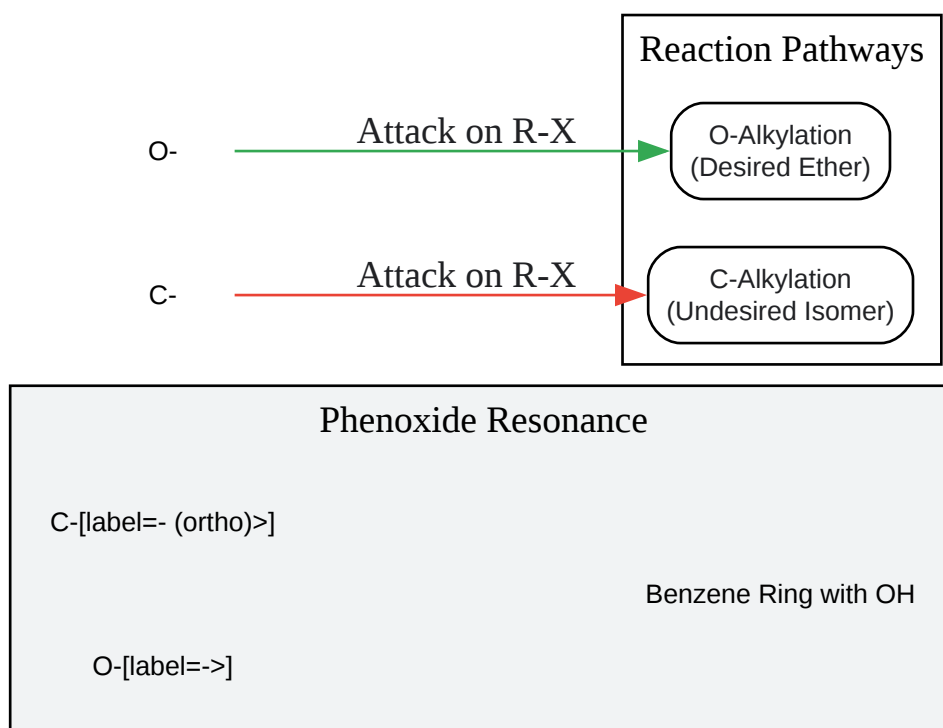 Reaction Pathways
O-
Attack on R-X
O-Alkylation
(Desired Ether)
C-
Attack on R-X
C-Alkylation
(Undesired Isomer)
Phenoxide Resonance
C-[label=- (ortho)>]
Benzene Ring with OH
O-[label=->]